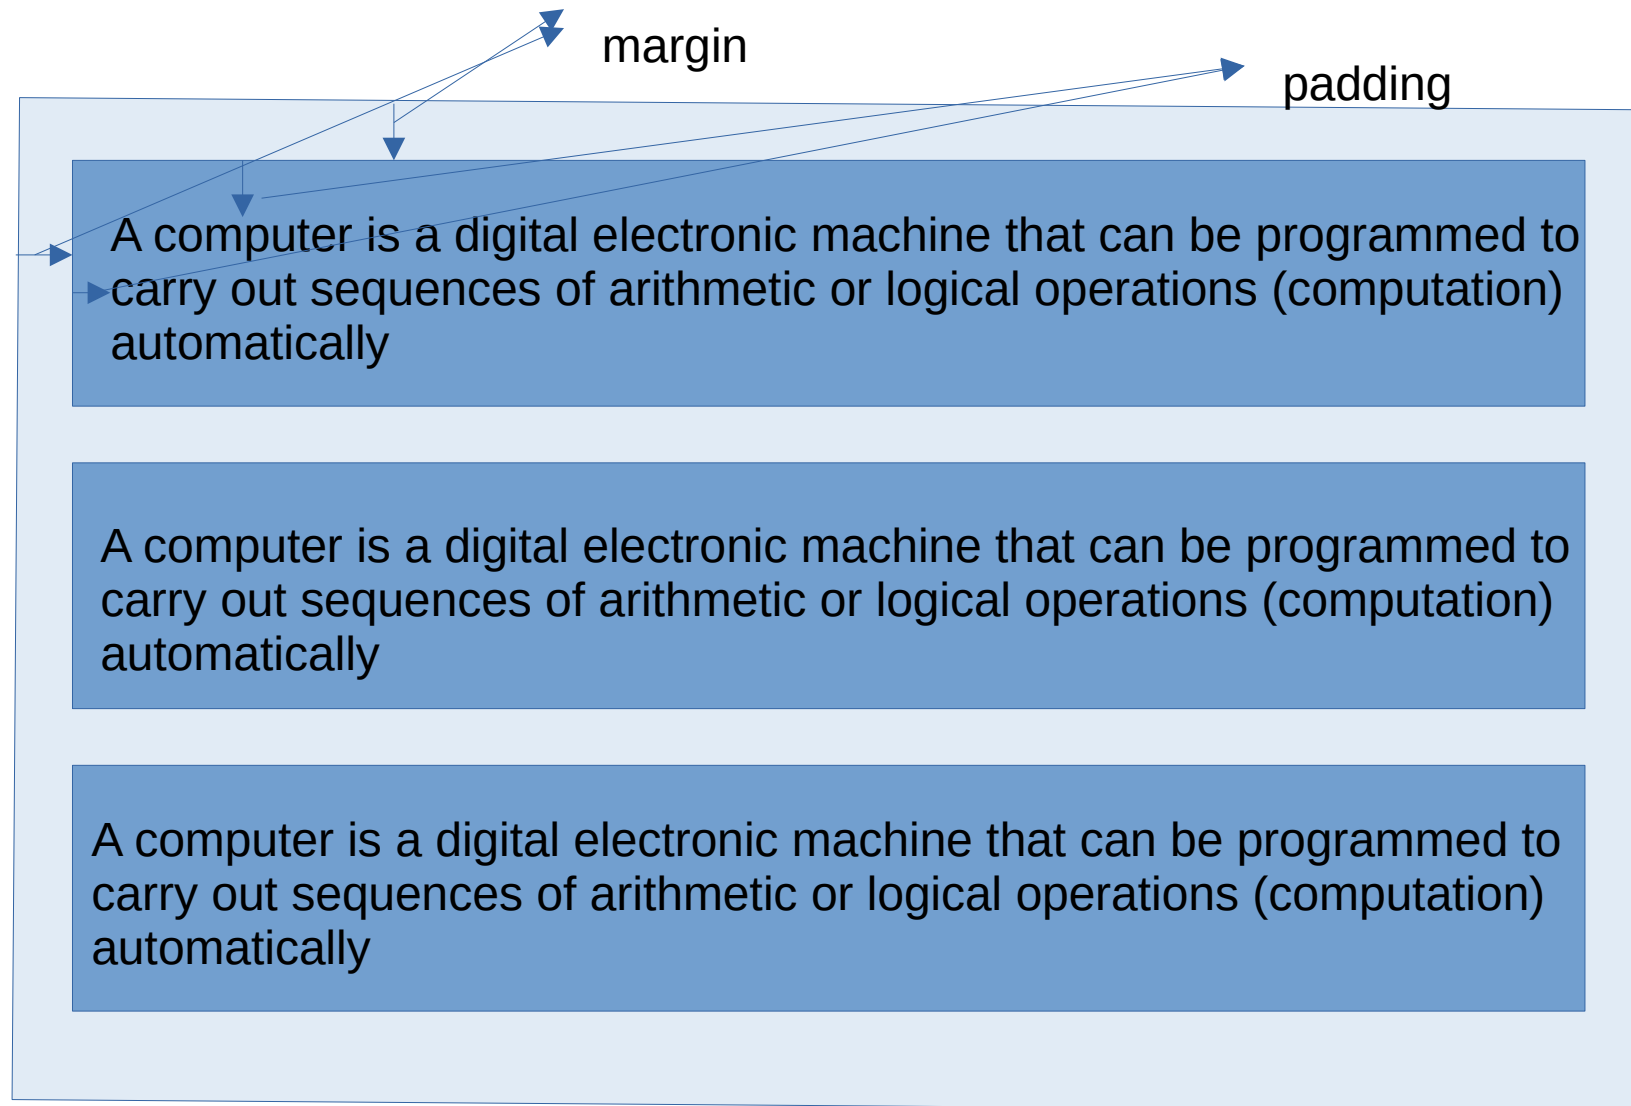 margin
padding
A computer is a digital electronic machine that can be programmed to
carry out sequences of arithmetic or logical operations (computation)
automatically
A computer is a digital electronic machine that can be programmed to
carry out sequences of arithmetic or logical operations (computation)
automatically
A computer is a digital electronic machine that can be programmed to
carry out sequences of arithmetic or logical operations (computation)
automatically